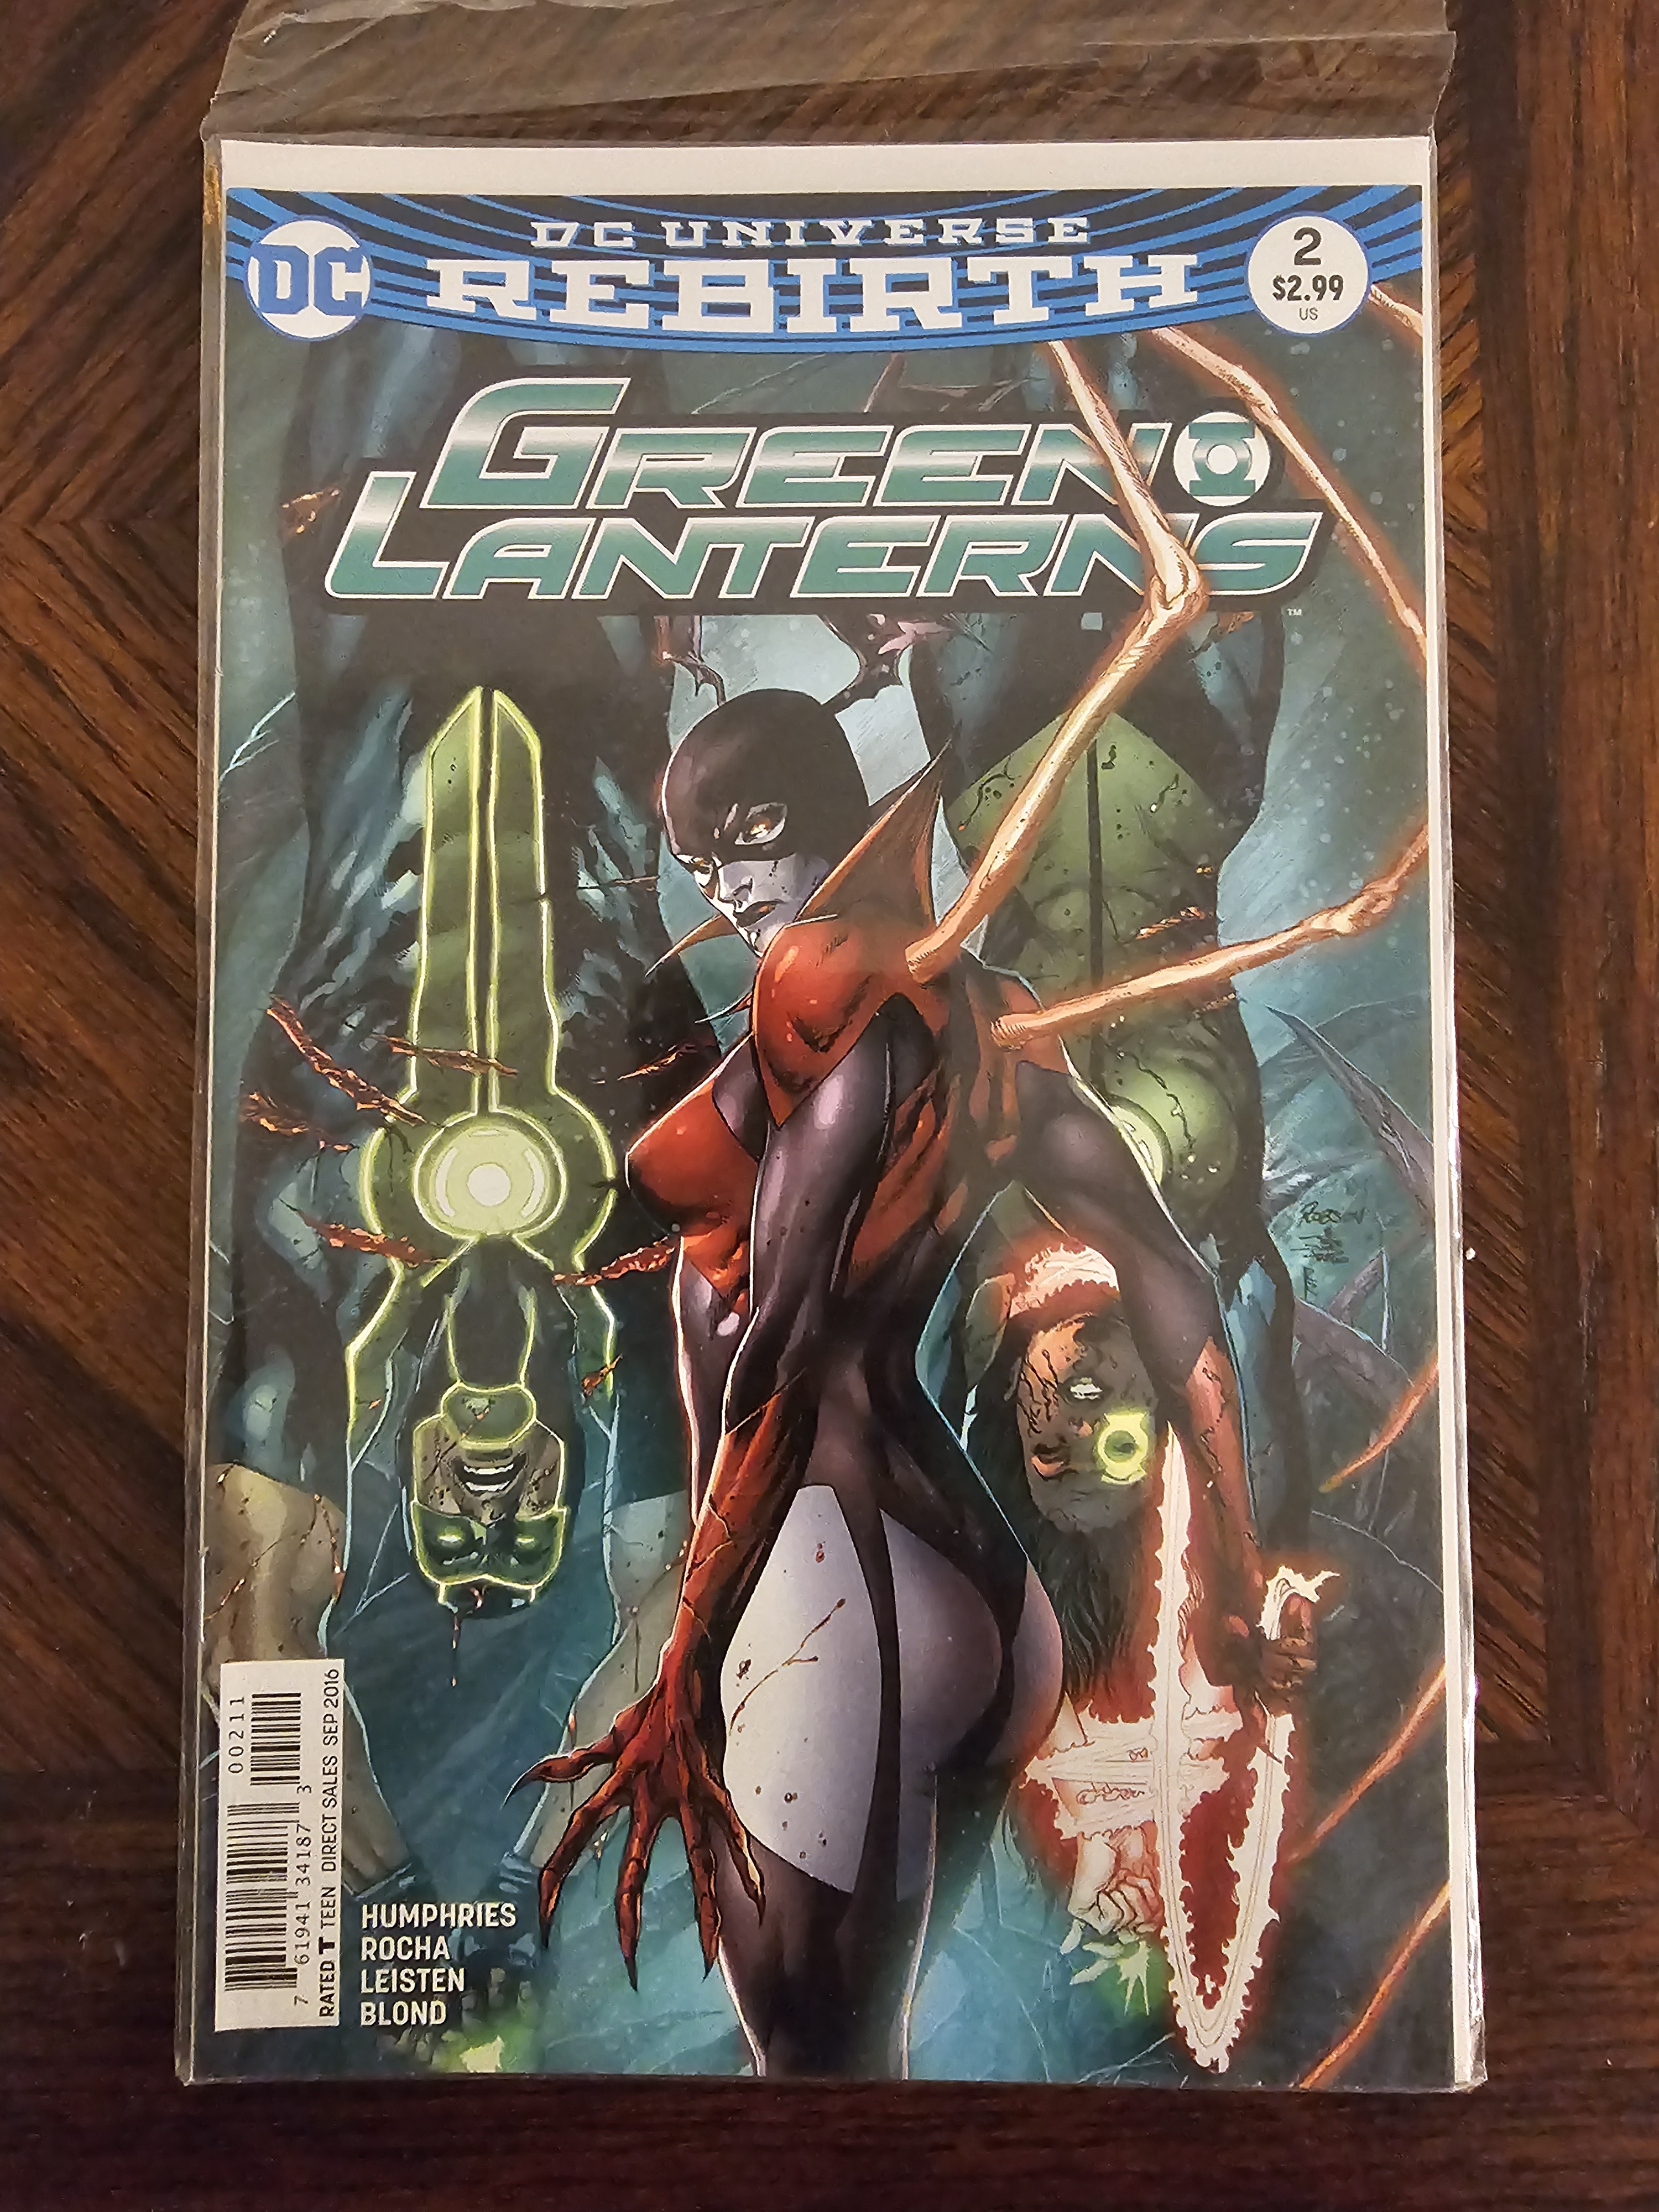 DC UNIVERSE
DC
REBIRTH
2
$2.99
US
GREEN
LANTERNS
™
ROBSON
00211
7 61941 34187 3
RATED T TEEN DIRECT SALES SEP 2016
HUMPHRIES
ROCHA
LEISTEN
BLOND